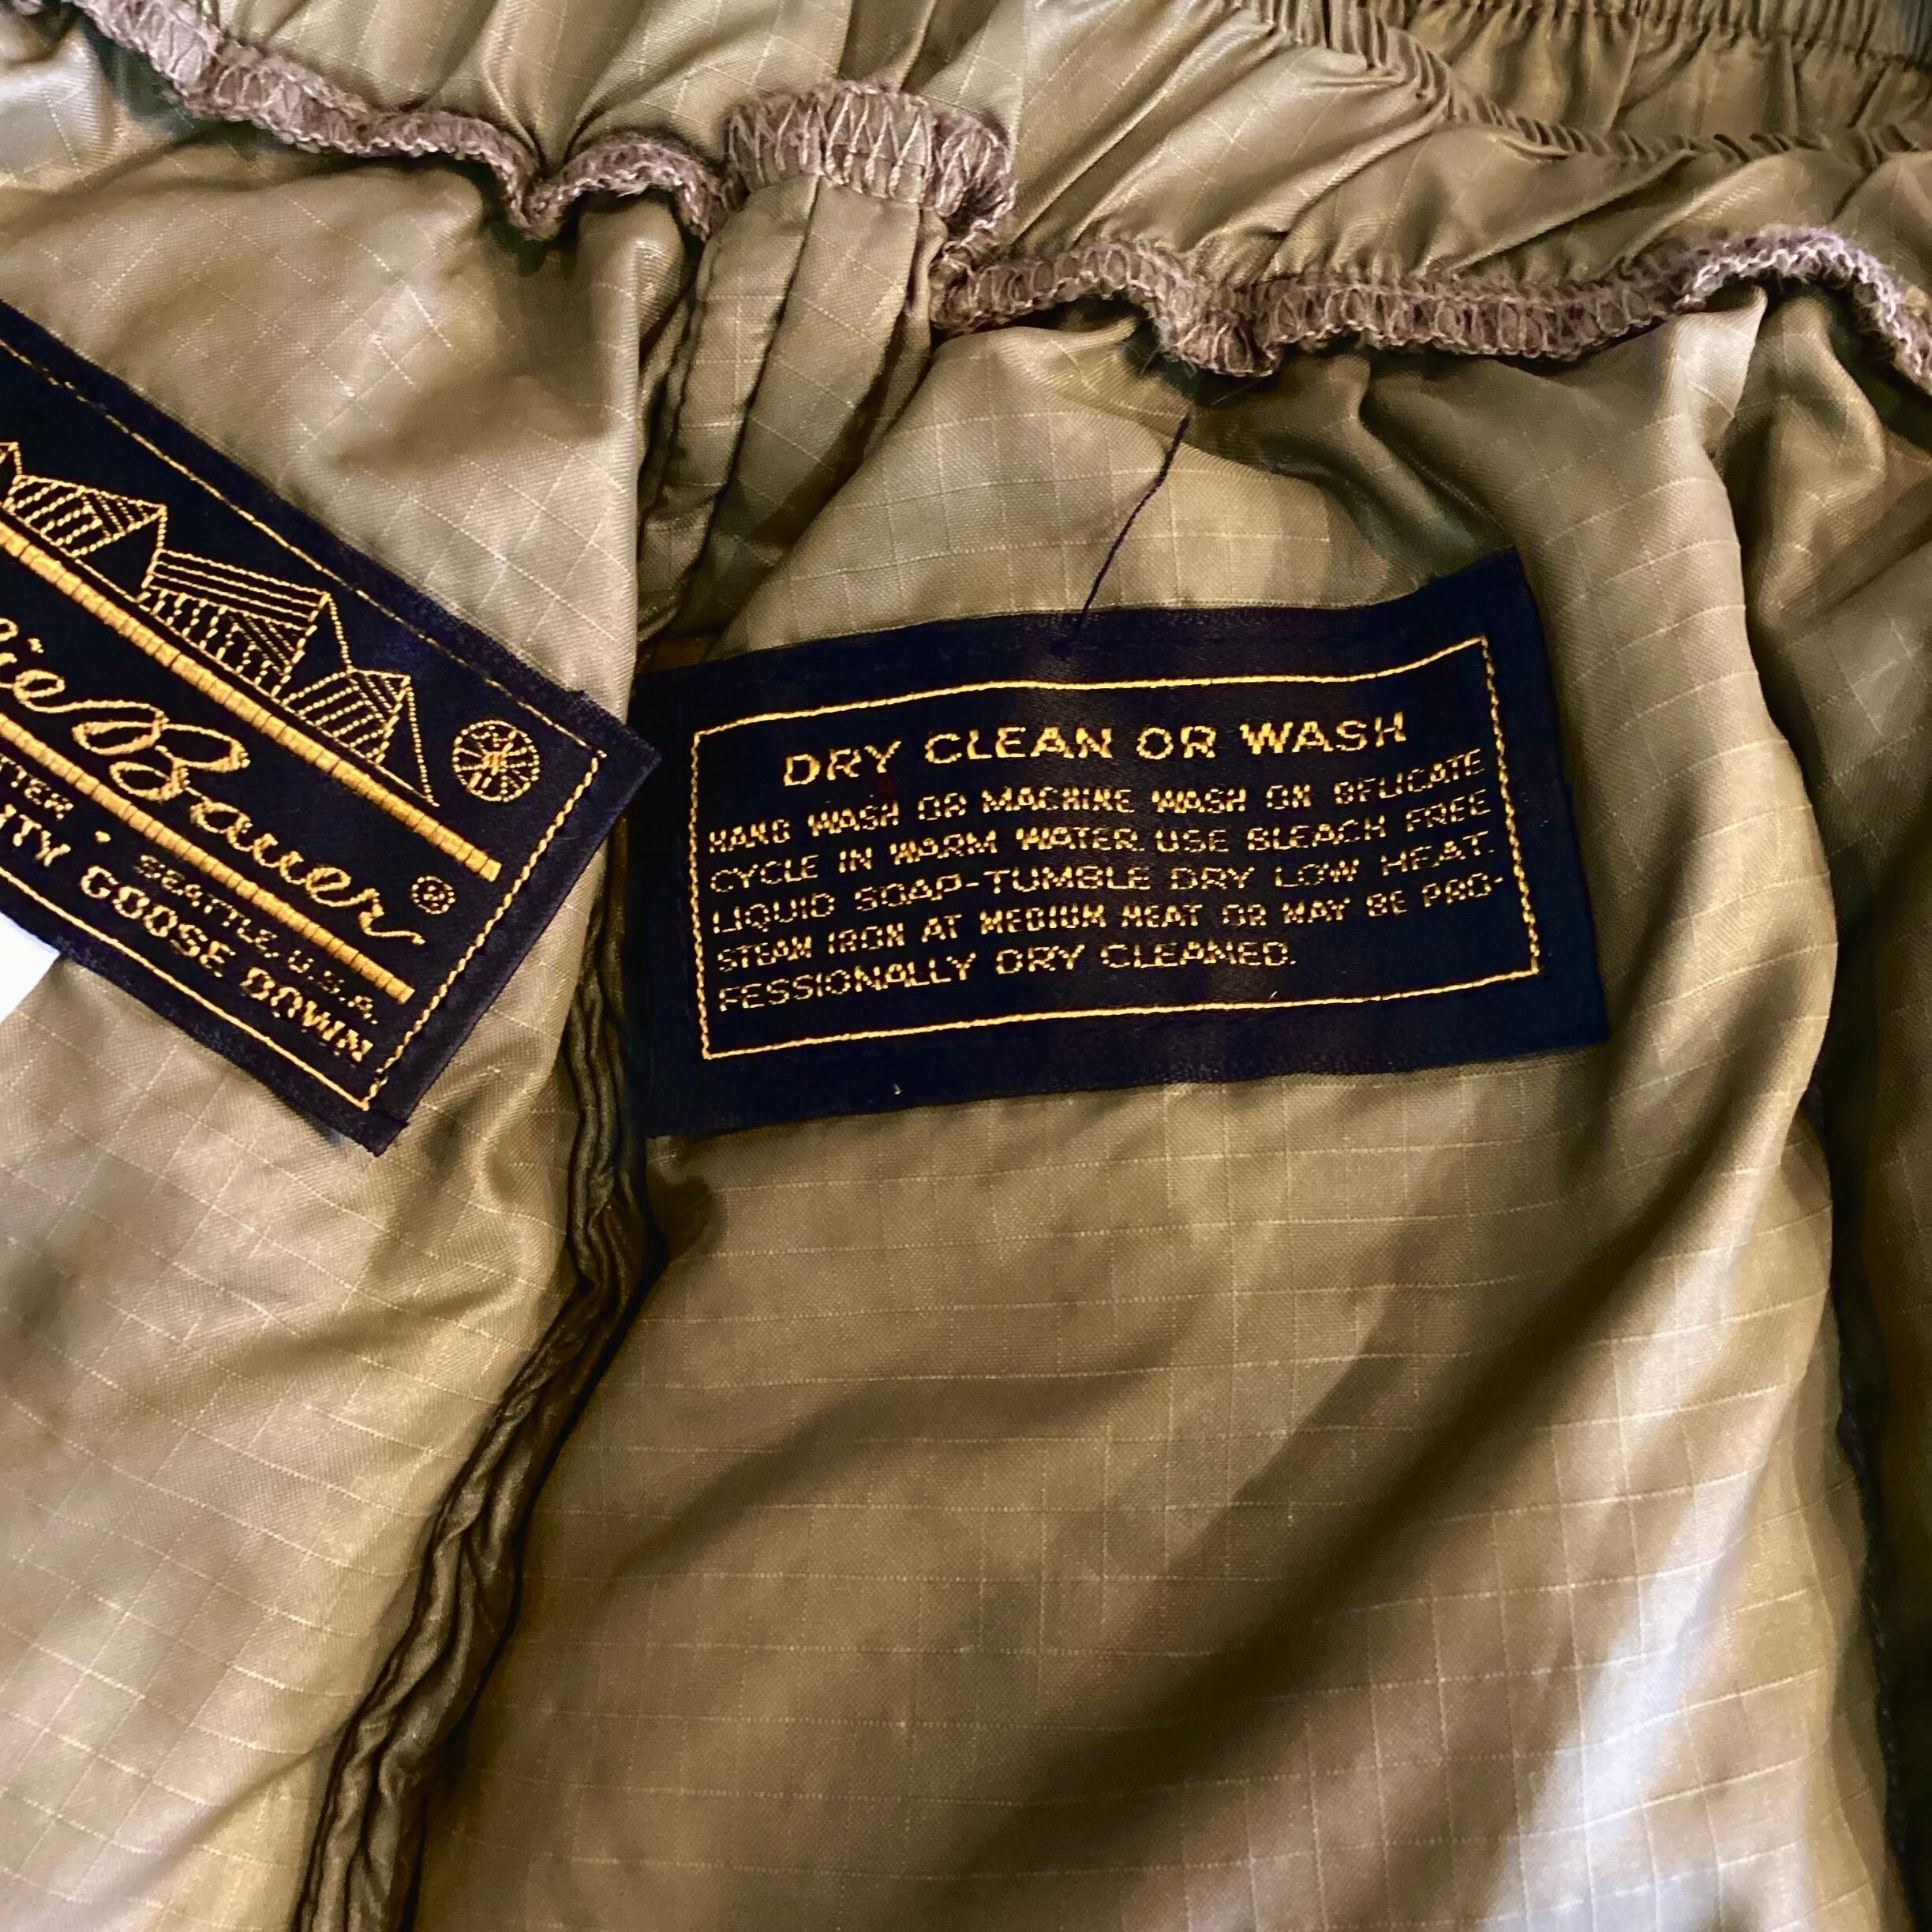 Bauer
®
SEATTLE, U.S.A.
GOOSE DOWN
DRY CLEAN OR WASH
HAND WASH OR MACHINE WASH ON DELICATE
CYCLE IN WARM WATER. USE BLEACH FREE
LIQUID SOAP-TUMBLE DRY LOW HEAT.
STEAM IRON AT MEDIUM HEAT OR MAY BE PRO-
FESSIONALLY DRY CLEANED.